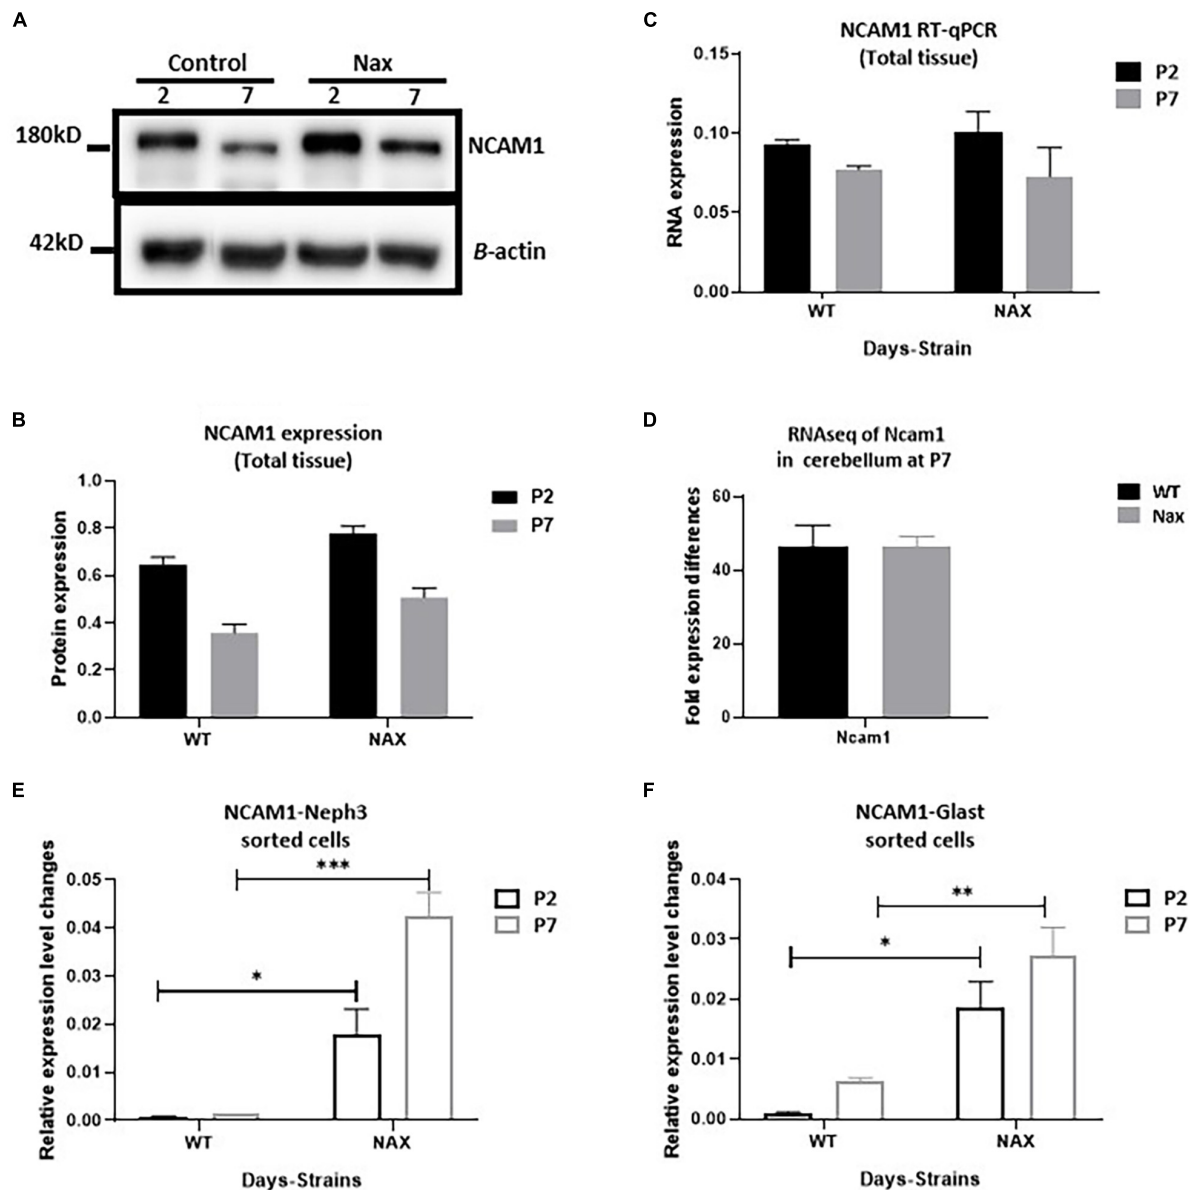 A
Control
Nax
2
7
2
7
180kD
NCAM1
42kD
B-actin
B
NCAM1 expression
(Total tissue)
Protein expression
1.0
0.8
0.6
0.4
0.2
0.0
WT
NAX
P2
P7
C
NCAM1 RT-qPCR
(Total tissue)
RNA expression
0.15
0.10
0.05
0.00
WT
NAX
Days-Strain
P2
P7
D
RNAseq of Ncam1
in cerebellum at P7
Fold expression differences
60
40
20
0
Ncam1
WT
Nax
E
NCAM1-Neph3
sorted cells
Relative expression level changes
0.05
0.04
0.03
0.02
0.01
0.00
***
*
WT
NAX
Days-Strains
P2
P7
F
NCAM1-Glast
sorted cells
Relative expression level changes
0.04
0.03
0.02
0.01
0.00
**
*
WT
NAX
Days-Strains
P2
P7